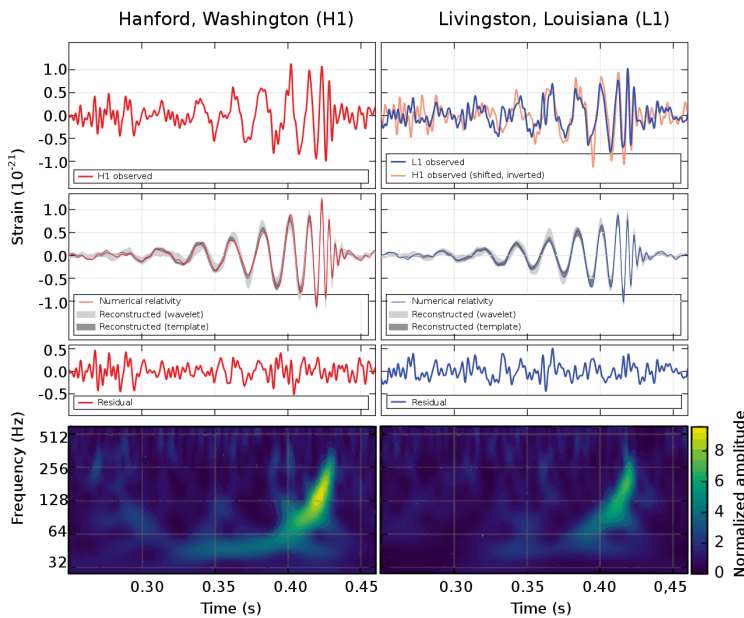 Hanford, Washington (H1)
Livingston, Louisiana (L1)
Strain (10-21)
1.0
0.5
0.0
-0.5
-1.0
H1 observed
L1 observed
H1 observed (shifted, inverted)
1.0
0.5
0.0
-0.5
-1.0
Numerical relativity
Reconstructed (wavelet)
Reconstructed (template)
Numerical relativity
Reconstructed (wavelet)
Reconstructed (template)
0.5
0.0
-0.5
Residual
Residual
Frequency (Hz)
512
256
128
64
32
0.30
0.35
0.40
0.45
Time (s)
0.30
0.35
0.40
0,45
Time (s)
8
6
4
2
0
Normalized amplitude